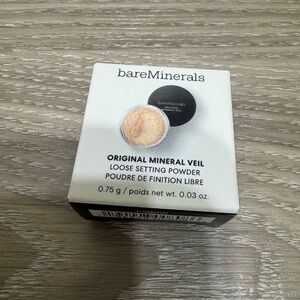 bareMinerals
bareMinerals
ORIGINAL MINERAL VEIL
LOOSE SETTING POWDER
POUDRE DE FINITION LIBRE
0.75 g / poids net wt. 0.03 oz.